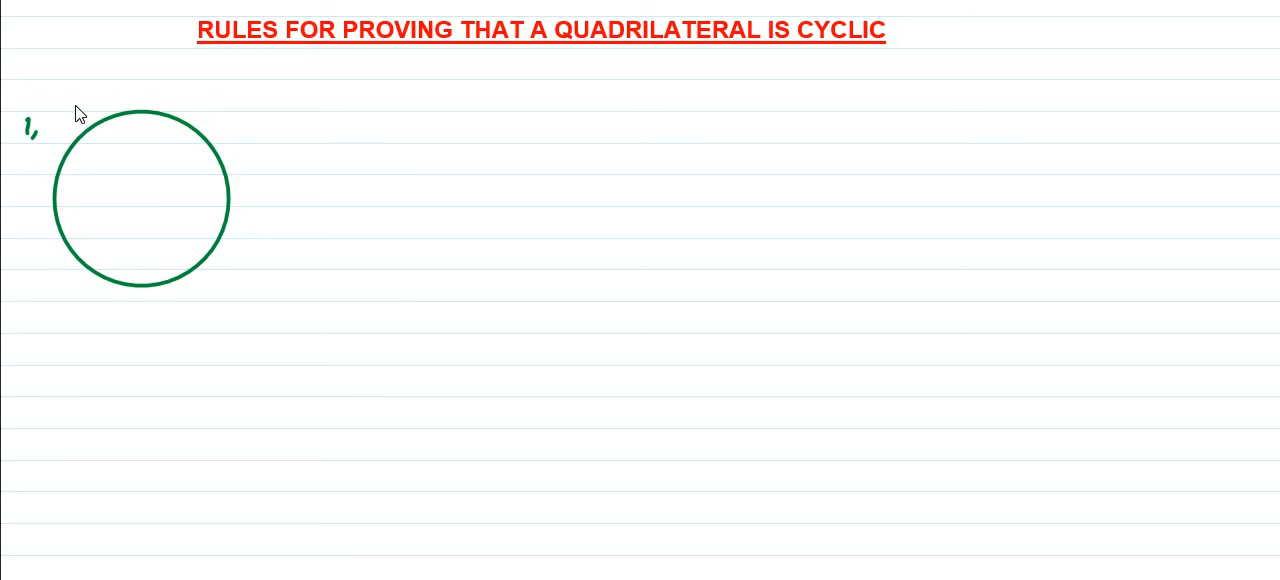 RULES FOR PROVING THAT A QUADRILATERAL IS CYCLIC
1,